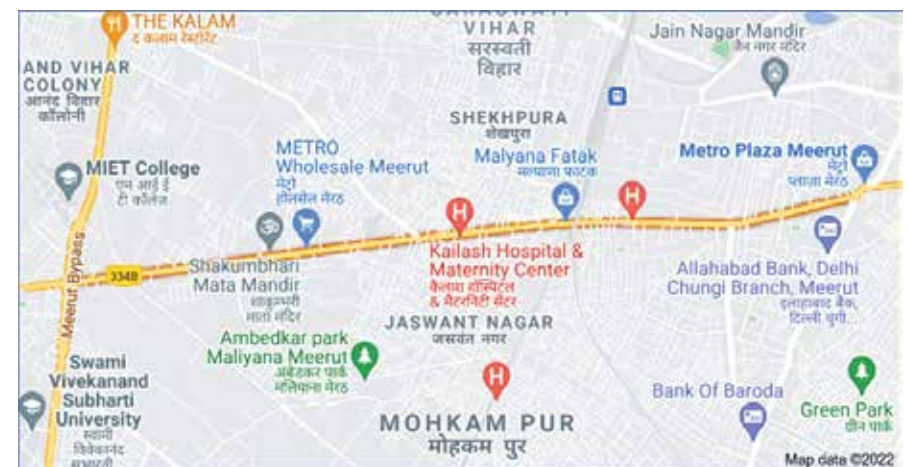 THE KALAM
द कलाम रेस्टोरेंट
VIHAR
सरस्वती
विहार
Jain Nagar Mandir
जैन नगर मंदिर
AND VIHAR
COLONY
आनंद विहार
कॉलोनी
SHEKHPURA
शेखपुरा
METRO
Wholesale Meerut
मेट्रो
होलसेल मेरठ
Malyana Fatak
मल्याना फाटक
Metro Plaza Meerut
मेट्रो
प्लाज़ा मेरठ
MIET College
एम आई ई
टी कॉलेज
Meerut Bypass
334B
Shakumbhari
Mata Mandir
शाकुम्भरी
माता मंदिर
Kailash Hospital &
Maternity Center
कैलाश हॉस्पिटल
& मैटरनिटी सेंटर
Allahabad Bank, Delhi
Chungi Branch, Meerut
इलाहाबाद बैंक,
दिल्ली चुंगी...
JASWANT NAGAR
जसवंत नगर
Ambedkar park
Maliyana Meerut
अंबेडकर पार्क
मलियाना मेरठ
Swami
Vivekanand
Subharti
University
स्वामी
विवेकानंद
Bank Of Baroda
Green Park
ग्रीन पार्क
MOHKAM PUR
मोहकम पुर
Map data ©2022